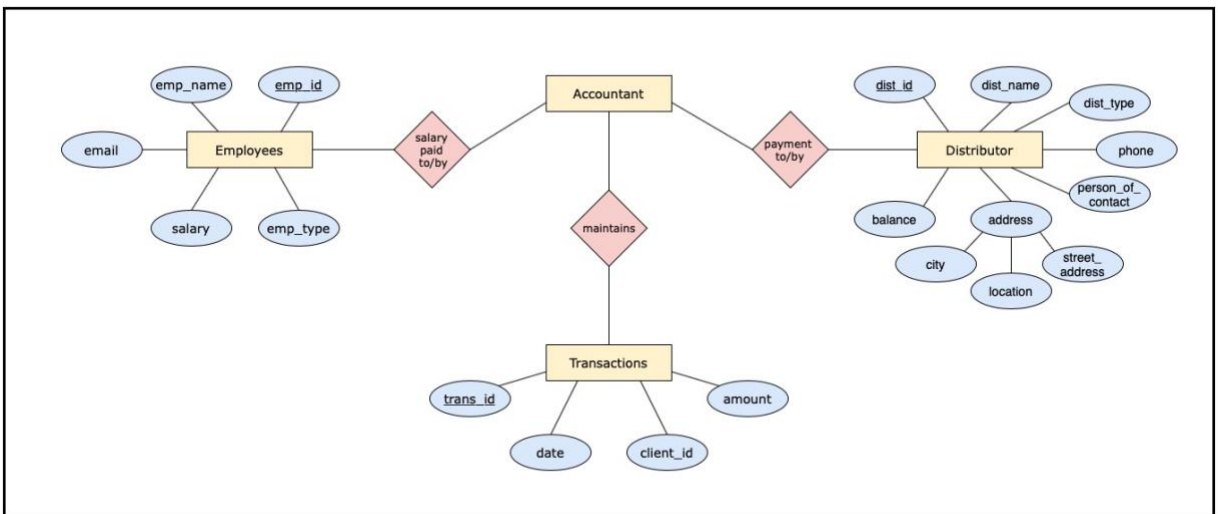 emp_name
emp_id
email
Employees
salary
emp_type
salary
paid
to/by
Accountant
maintains
payment
to/by
dist_id
dist_name
dist_type
Distributor
phone
person_of_
contact
balance
address
city
location
street_
address
Transactions
trans_id
date
client_id
amount